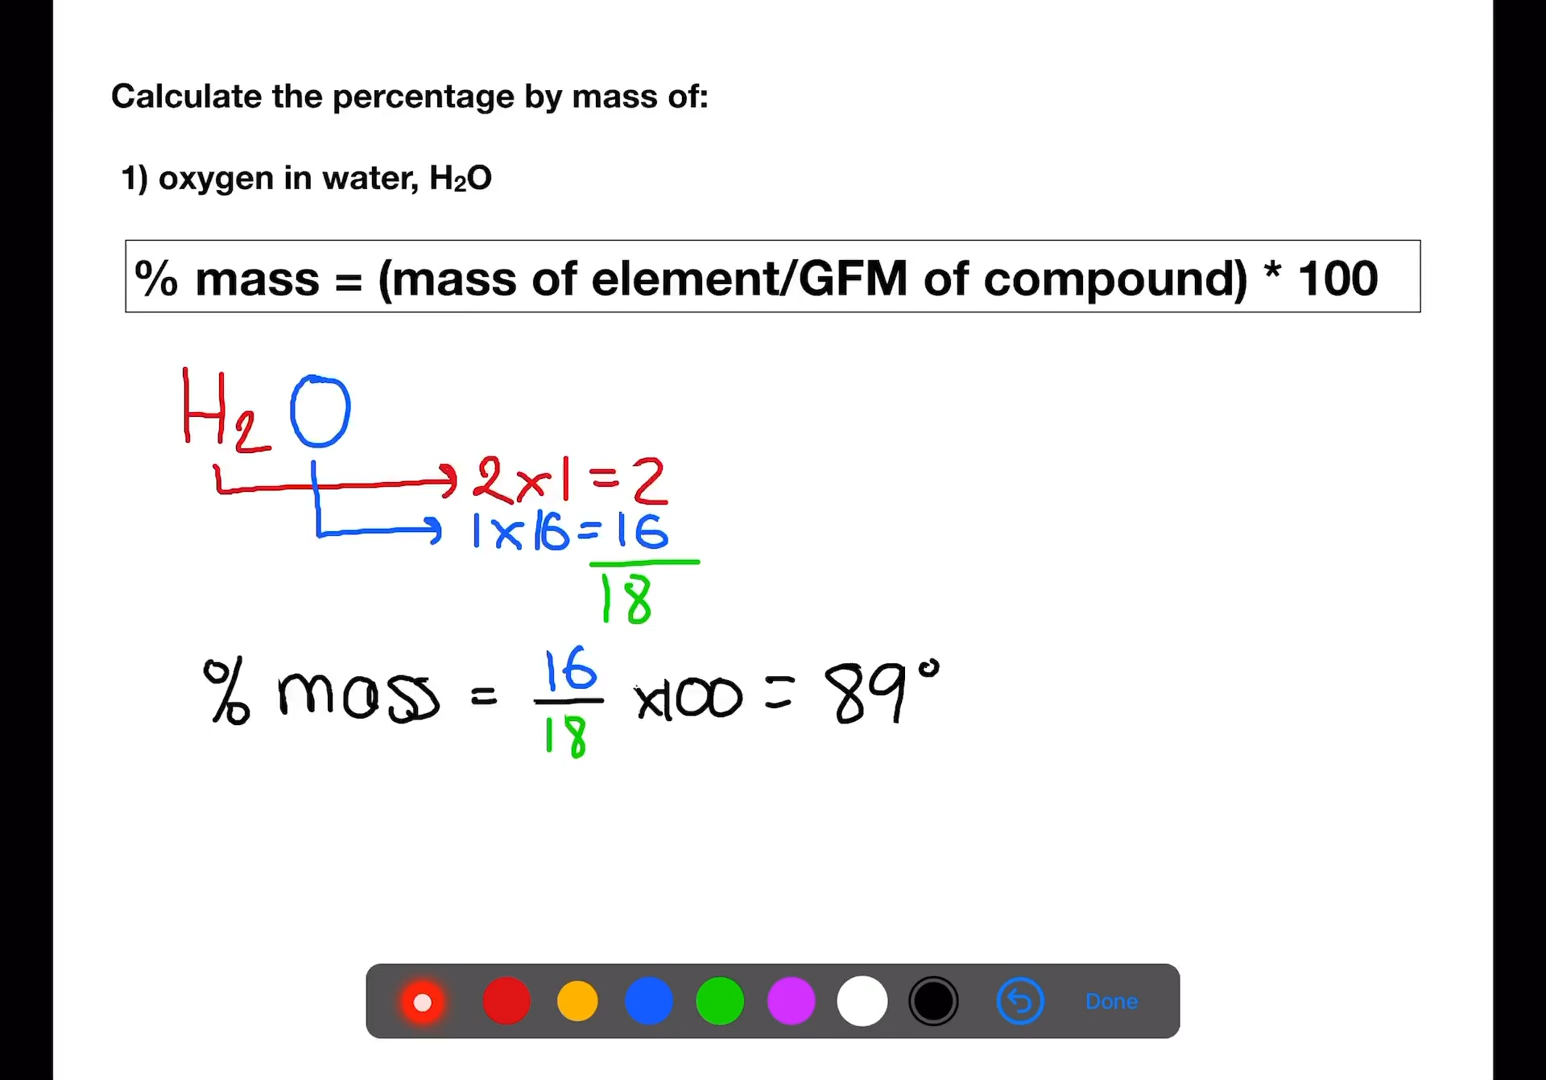 Calculate the percentage by mass of:
1) oxygen in water, H₂O
% mass = (mass of element/GFM of compound) * 100
H₂O
2x1=2
1x16=16
18
% mass = 16/18 x100 = 89°
Done